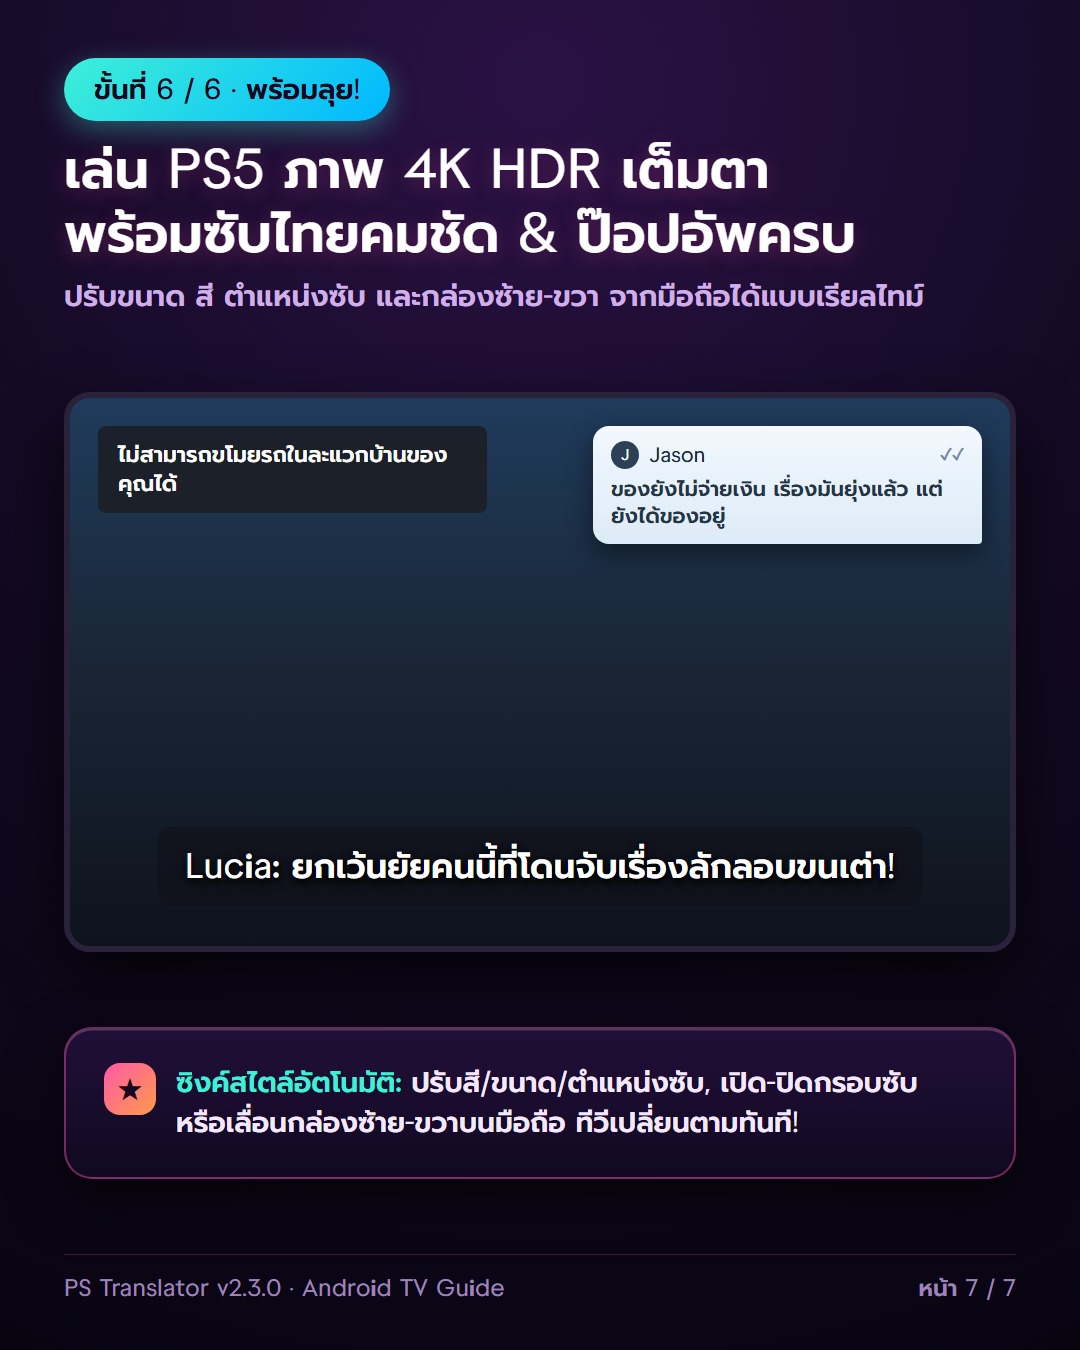 ขั้นที่ 6 / 6 · พร้อมลุย!
เล่น PS5 ภาพ 4K HDR เต็มตา
พร้อมซับไทยคมชัด & ป๊อปอัพครบ
ปรับขนาด สี ตำแหน่งซับ และกล่องซ้าย-ขวา จากมือถือได้แบบเรียลไทม์
ไม่สามารถขโมยรถในละแวกบ้านของ
คุณได้
J Jason ✓✓
ของยังไม่จ่ายเงิน เรื่องมันยุ่งแล้ว แต่
ยังได้ของอยู่
Lucia: ยกเว้นยัยคนนี้ที่โดนจับเรื่องลักลอบขนเต่า!
★ ซิงค์สไตล์อัตโนมัติ: ปรับสี/ขนาด/ตำแหน่งซับ, เปิด-ปิดกรอบซับ
หรือเลื่อนกล่องซ้าย-ขวาบนมือถือ ทีวีเปลี่ยนตามทันที!
PS Translator v2.3.0 · Android TV Guide
หน้า 7 / 7